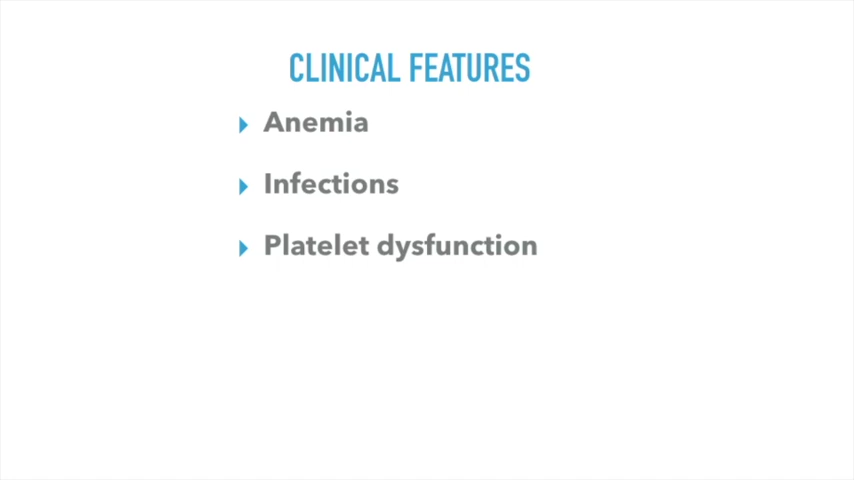 CLINICAL FEATURES
Anemia
Infections
Platelet dysfunction